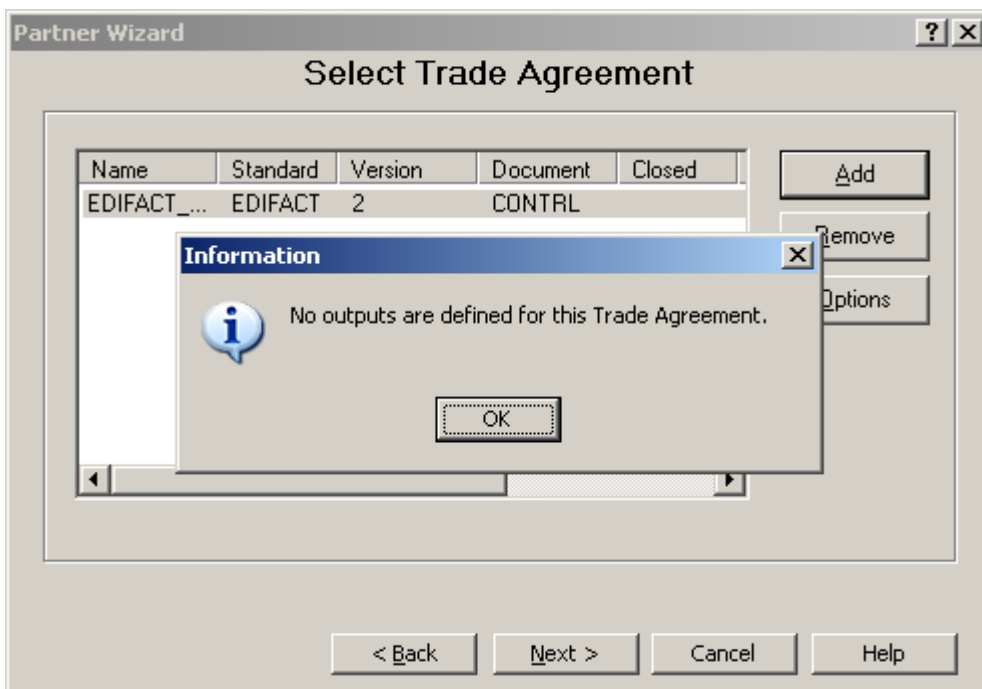 Partner Wizard
Select Trade Agreement
Name Standard Version Document Closed
EDIFACT_... EDIFACT 2 CONTRL
Add
Remove
Options
Information
No outputs are defined for this Trade Agreement.
OK
< Back Next > Cancel Help